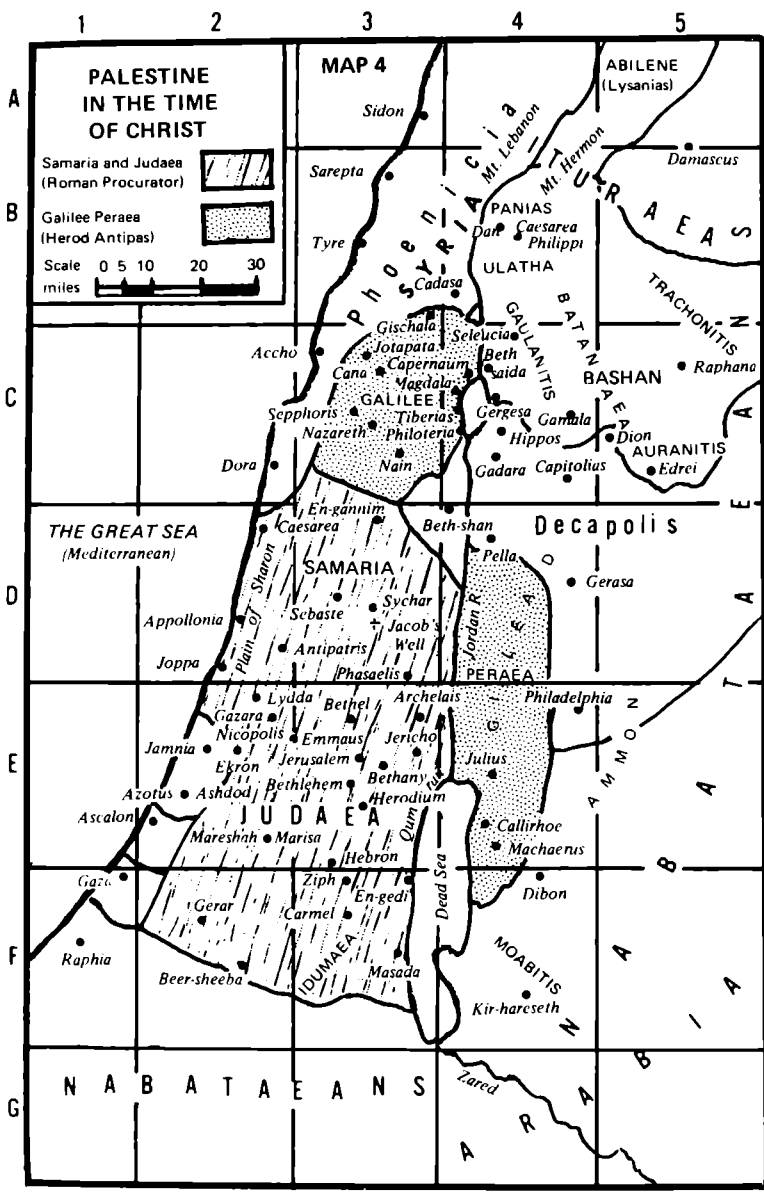 1 2 3 4 5
A
B
C
D
E
F
G
PALESTINE
IN THE TIME
OF CHRIST
Samaria and Judaea
(Roman Procurator)
Galilee Peraea
(Herod Antipas)
Scale
miles
0 5 10 20 30
MAP 4
ABILENE
(Lysanias)
Sidon
Phoenicia
SYRIA
Mt. Lebanon
Mt. Hermon
Damascus
Sarepta
TURAEAS
PANIAS
Dan
Caesarea
Philippi
Tyre
ULATHA
Cadasa
TRACHONITIS
BATANAEA
GAULANITIS
Gischala
Seleucia
Accho
Jotapata
Cana
Capernaum
Beth
saida
Magdala
BASHAN
Raphana
GALILEE
Sepphoris
Tiberias
Gergesa
Gamala
Nazareth
Philoteria
Hippos
Dion
AURANITIS
Dora
Nain
Gadara
Capitolius
Edrei
En-gannim
Beth-shan
Decapolis
THE GREAT SEA
(Mediterranean)
Caesarea
Pella
SAMARIA
Plain of Sharon
Sebaste
Sychar
Gerasa
Jacob's
Well
Jordan R.
GILEAD
Appollonia
Antipatris
Joppa
Phasaelis
PERAEA
Lydda
Archelais
Philadelphia
Gazara
Bethel
Nicopolis
Emmaus
AMMON
Jamnia
Jericho
Ekron
Jerusalem
Julius
Bethlehem
Bethany
Azotus
Ashdod
Herodium
Ascalon
JUDAEA
Callirhoe
Mareshah
Marisa
Machaerus
Hebron
Ziph
En-gedi
Dead Sea
Dibon
Gerar
Carmel
Raphia
Beer-sheeba
IDUMAEA
Masada
MOABITIS
Kir-hareseth
NABATAEANS
Zared
NABATAEAN
ARABIA